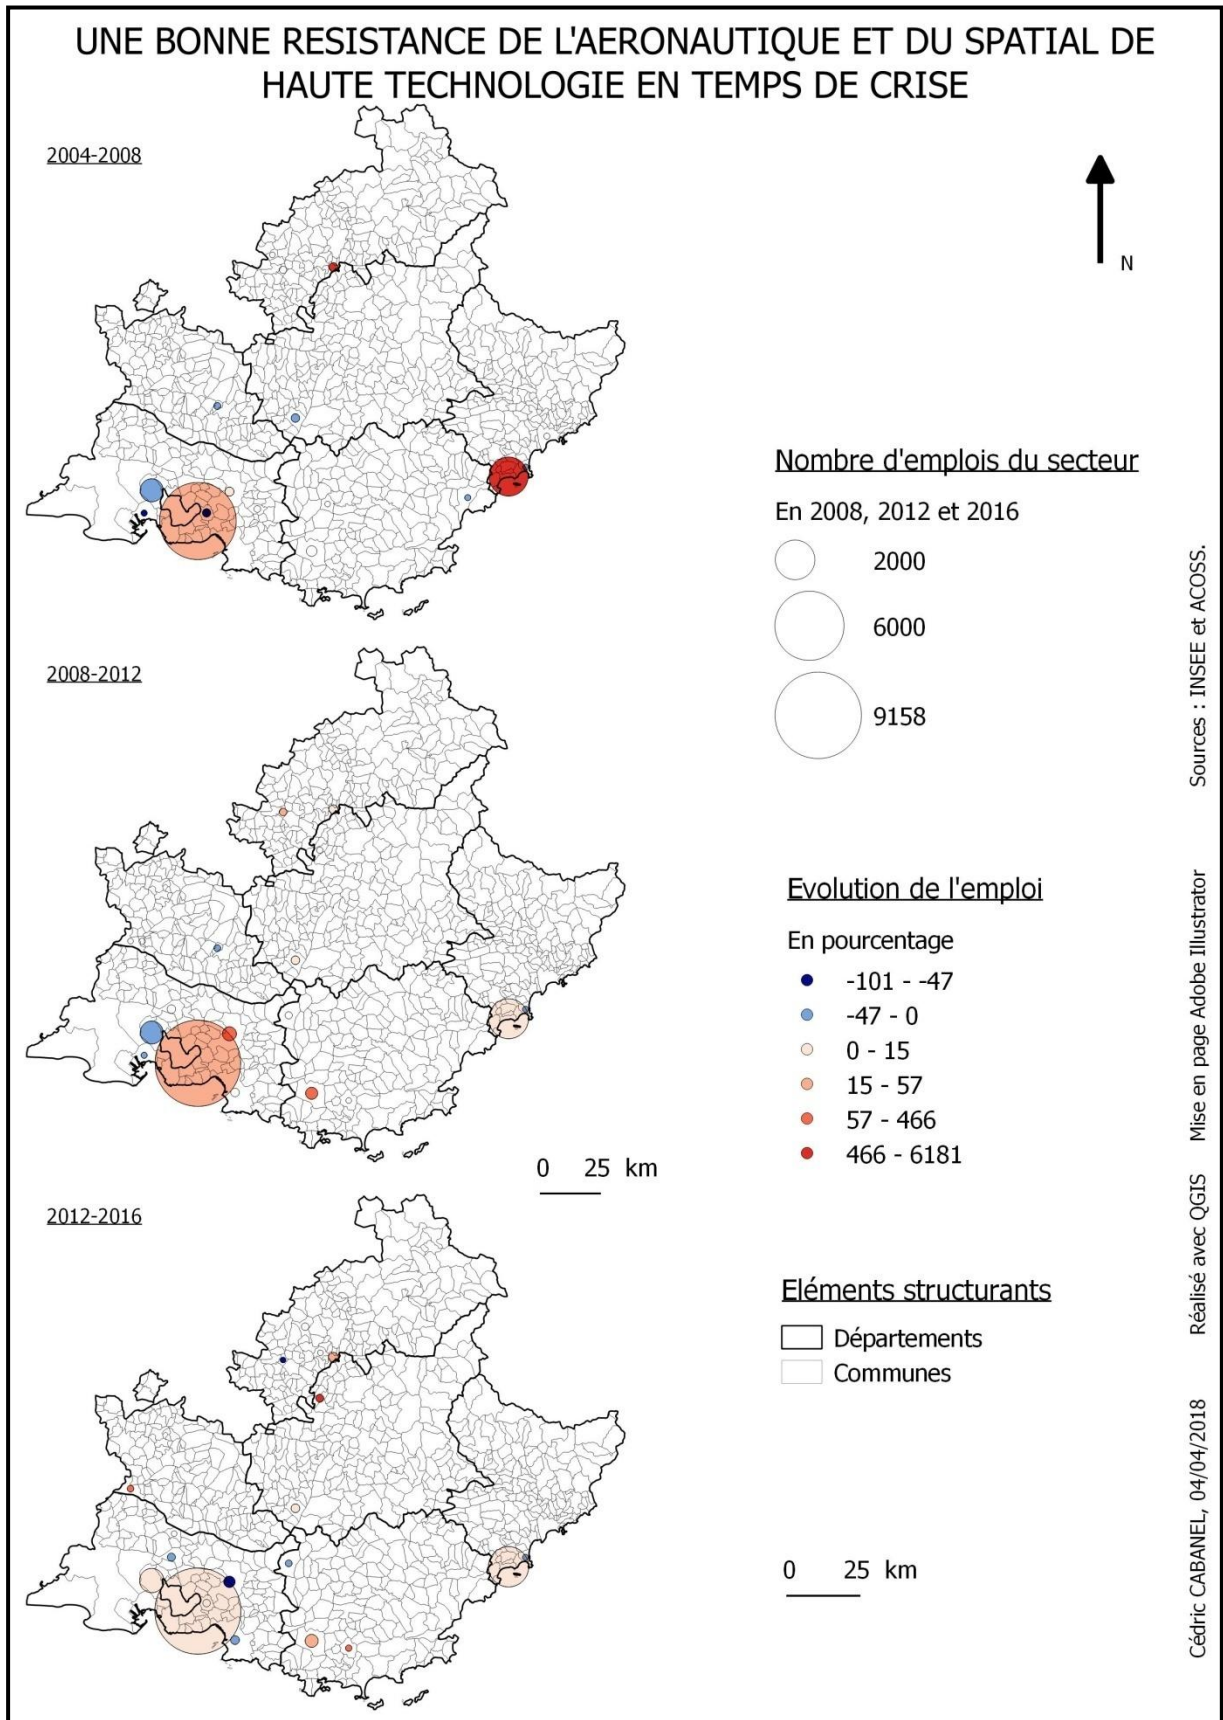 UNE BONNE RESISTANCE DE L'AERONAUTIQUE ET DU SPATIAL DE
HAUTE TECHNOLOGIE EN TEMPS DE CRISE
2004-2008
N
Nombre d'emplois du secteur
En 2008, 2012 et 2016
2000
6000
9158
2008-2012
Evolution de l'emploi
En pourcentage
-101 - -47
-47 - 0
0 - 15
15 - 57
57 - 466
466 - 6181
0 25 km
2012-2016
Eléments structurants
Départements
Communes
0 25 km
Cédric CABANEL, 04/04/2018 Réalisé avec QGIS Mise en page Adobe Illustrator Sources : INSEE et ACOSS.